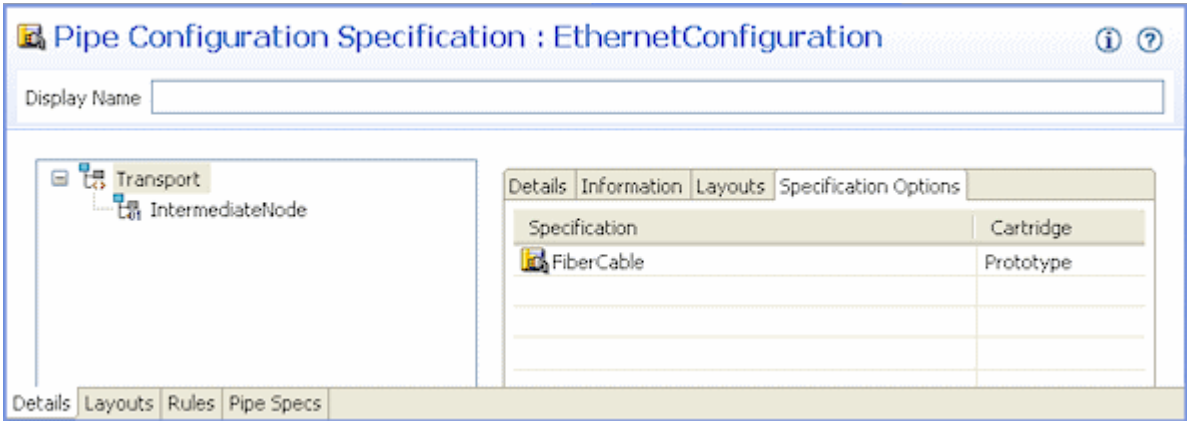 Pipe Configuration Specification : EthernetConfiguration
Display Name
Transport
IntermediateNode
Details Information Layouts Specification Options
Specification Cartridge
FiberCable Prototype
Details Layouts Rules Pipe Specs